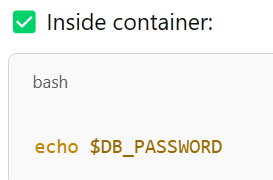 ✅ Inside container:
bash
echo $DB_PASSWORD